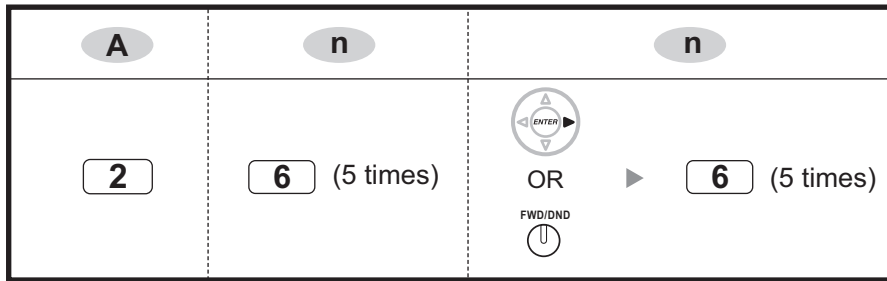 A n n
ENTER
2 6 (5 times) OR 6 (5 times)
FWD/DND